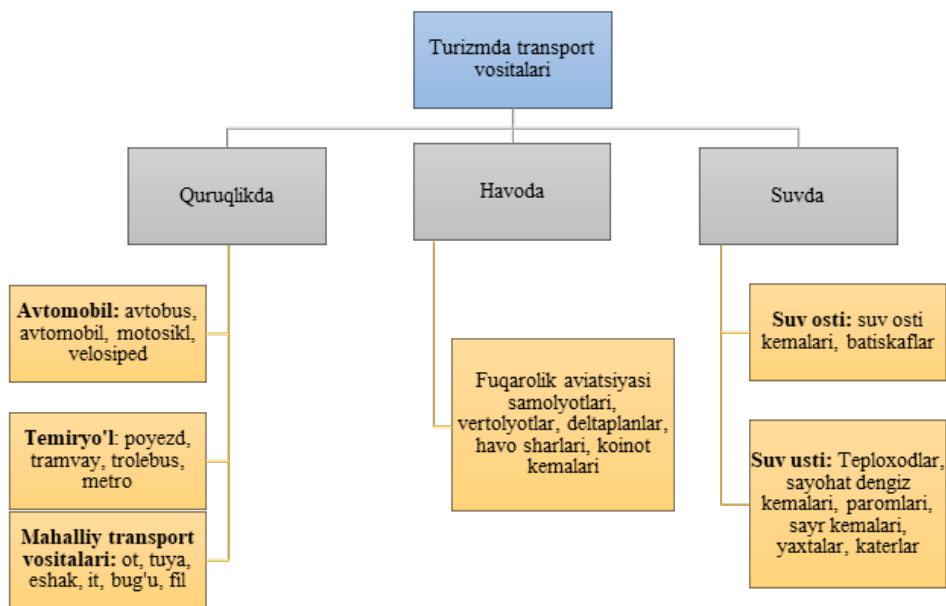 Turizmda transport
vositalari
Quruqlikda
Havoda
Suvda
Avtomobil: avtobus,
avtomobil, motosikl,
velosiped
Temiryo'l: poyezd,
tramvay, trolebus,
metro
Mahalliy transport
vositalari: ot, tuya,
eshak, it, bug'u, fil
Fuqarolik aviatsiyasi
samolyotlari,
vertolyotlar, deltaplanlar,
havo sharlari, koinot
kemalari
Suv osti: suv osti
kemalari, batiskaflar
Suv usti: Teploxodlar,
sayohat dengiz
kemalari, paromlari,
sayr kemalari,
yaxtalar, katerlar